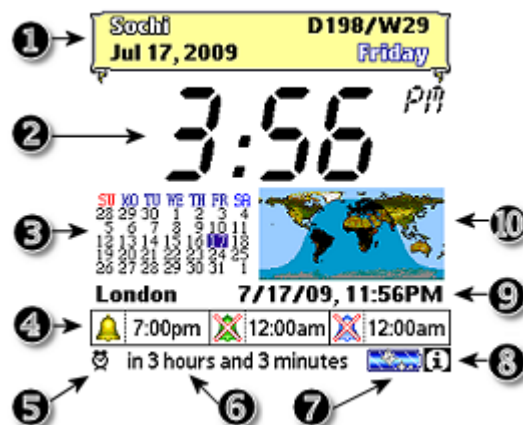 1 Sochi D198/W29
Jul 17, 2009 Friday
2 3:56 PM
SU MO TU WE TH FR SA
28 29 30 1 2 3 4
3 5 6 7 8 9 10 11 10
12 13 14 15 16 17 18
19 20 21 22 23 24 25
26 27 28 29 30 31 1
London 7/17/09, 11:56PM 9
4 7:00pm 12:00am 12:00am
in 3 hours and 3 minutes i 8
5 6 7